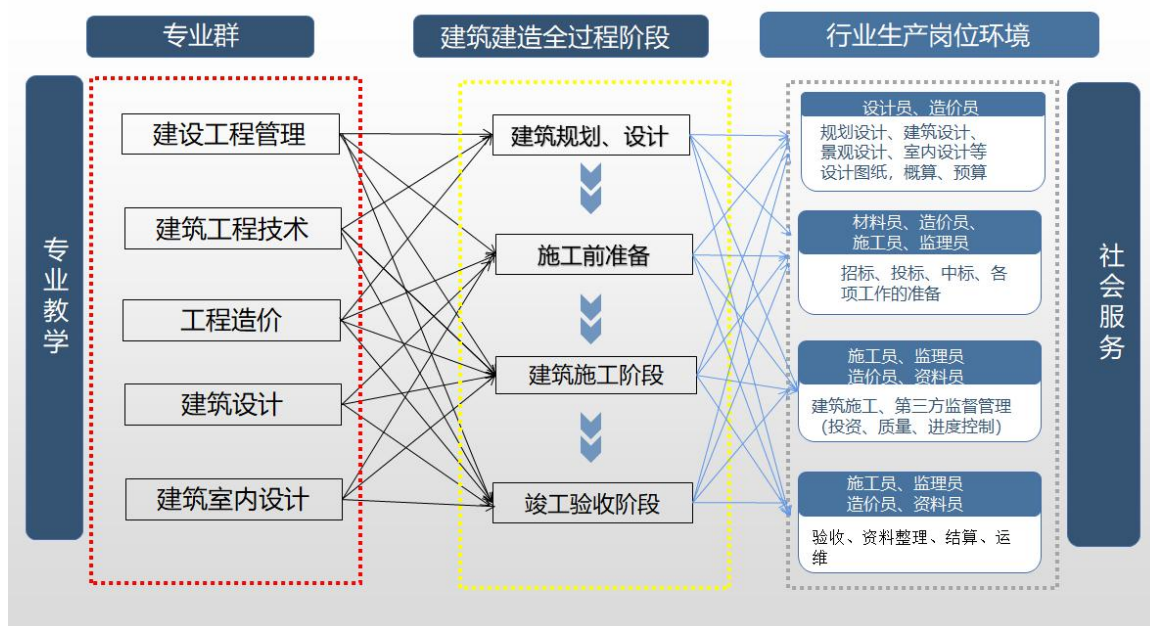 专业群
建筑建造全过程阶段
行业生产岗位环境
专业教学
建设工程管理
建筑工程技术
工程造价
建筑设计
建筑室内设计
建筑规划、设计
施工前准备
建筑施工阶段
竣工验收阶段
设计员、造价员
规划设计、建筑设计、
景观设计、室内设计等
设计图纸，概算、预算
材料员、造价员、
施工员、监理员
招标、投标、中标、各
项工作的准备
施工员、监理员
造价员、资料员
建筑施工、第三方监督管理
（投资、质量、进度控制）
施工员、监理员
造价员、资料员
验收、资料整理、结算、运
维
社会服务